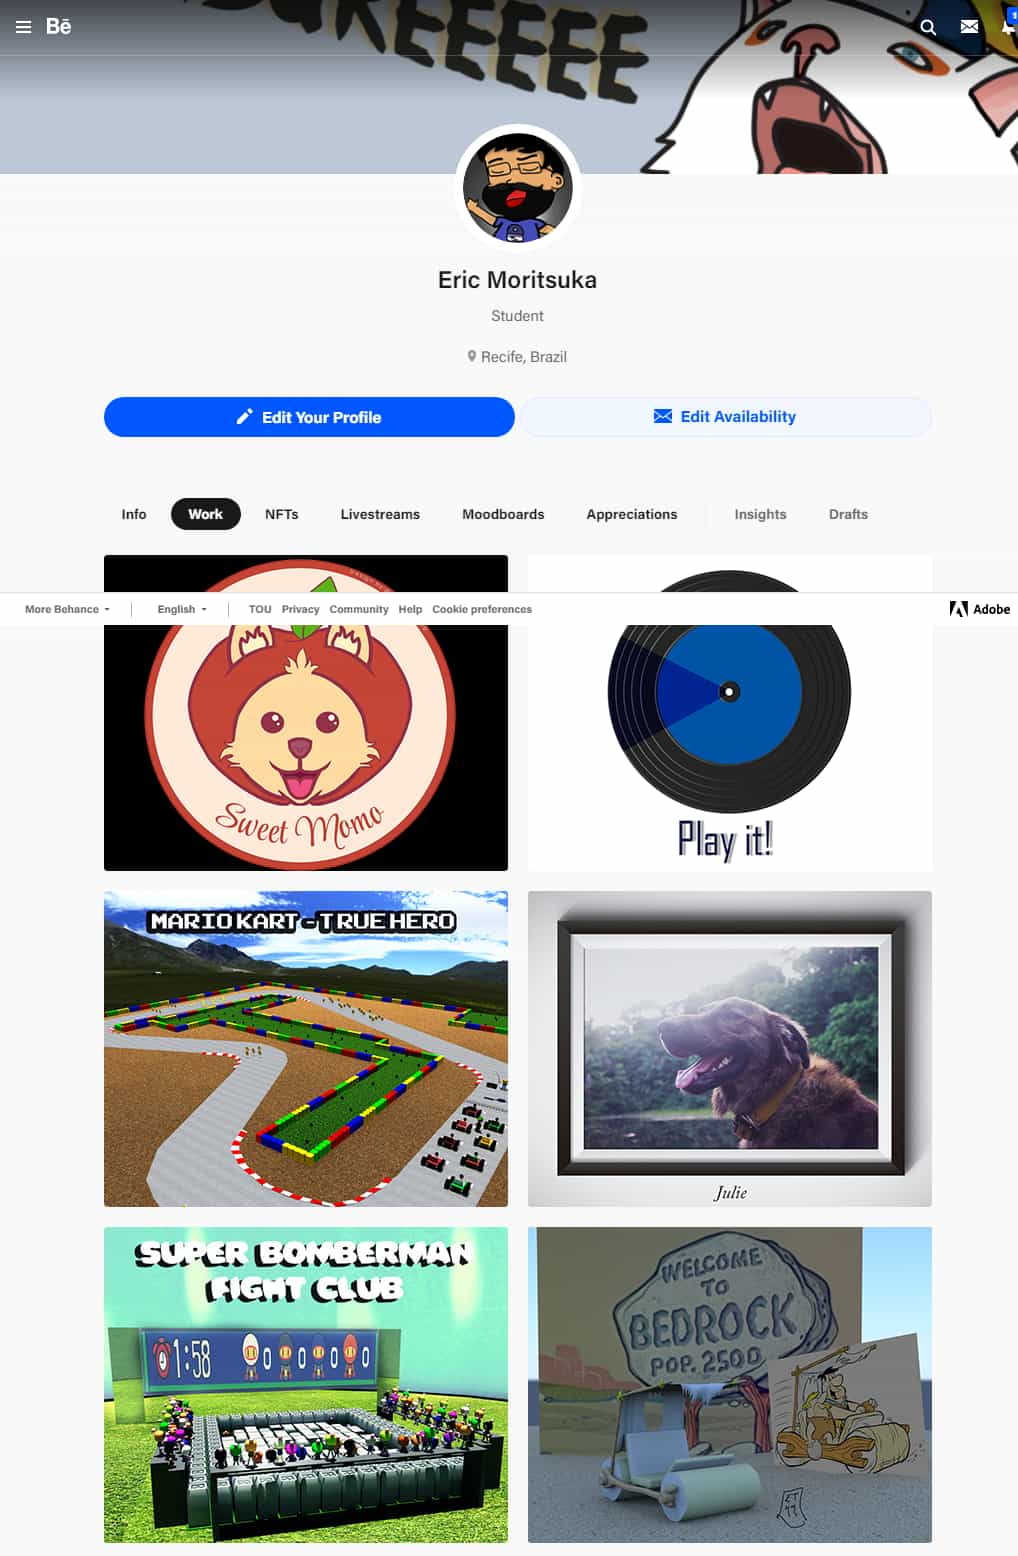 Bē
1
REEEEE
Eric Moritsuka
Student
Recife, Brazil
Edit Your Profile
Edit Availability
Info Work NFTs Livestreams Moodboards Appreciations Insights Drafts
More Behance English TOU Privacy Community Help Cookie preferences Adobe
Sweet Momo
Play it!
MARIO KART - TRUE HERO
Julie
SUPER BOMBERMAN
FIGHT CLUB
1:58 0 0 0 0
WELCOME
TO
BEDROCK
POP. 2500